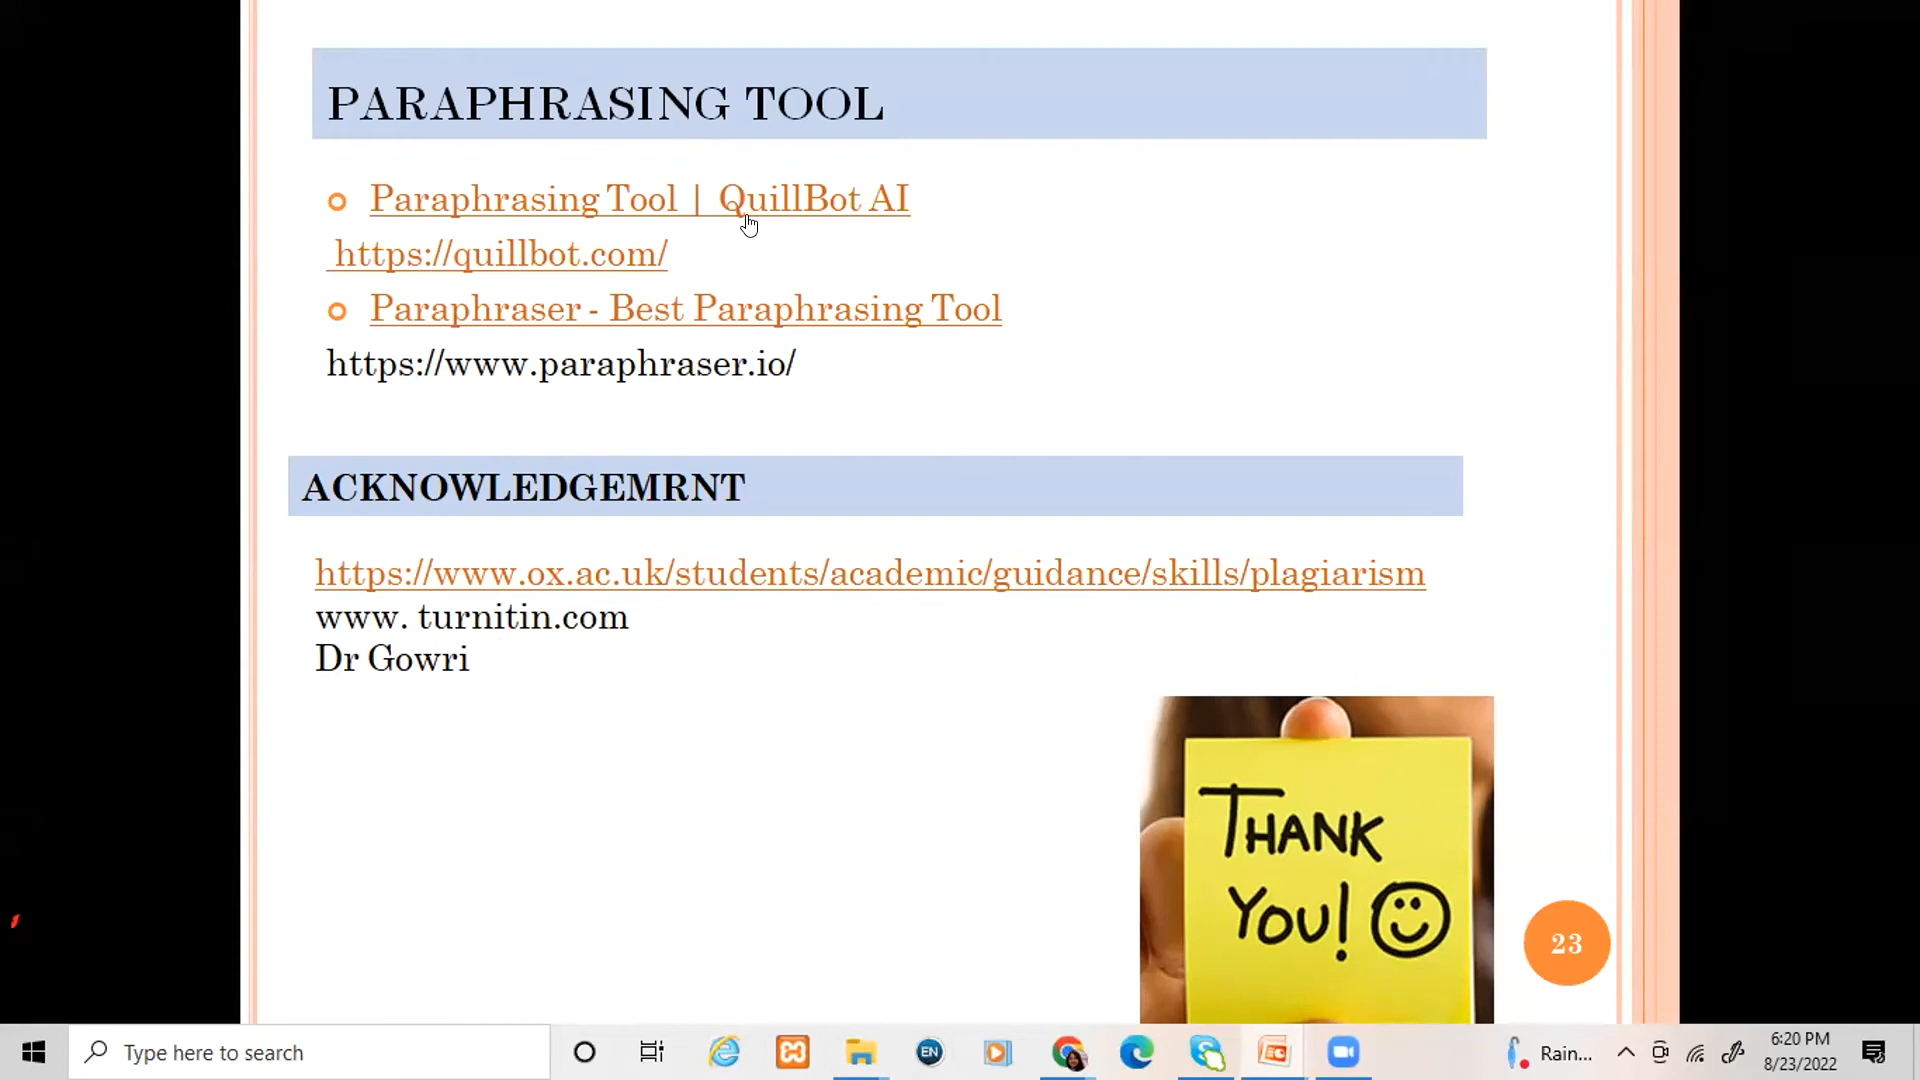 PARAPHRASING TOOL
Paraphrasing Tool | QuillBot AI
https://quillbot.com/
Paraphraser - Best Paraphrasing Tool
https://www.paraphraser.io/
ACKNOWLEDGEMRNT
https://www.ox.ac.uk/students/academic/guidance/skills/plagiarism
www. turnitin.com
Dr Gowri
THANK
YOU!
23
Type here to search
EN
Rain...
6:20 PM
8/23/2022